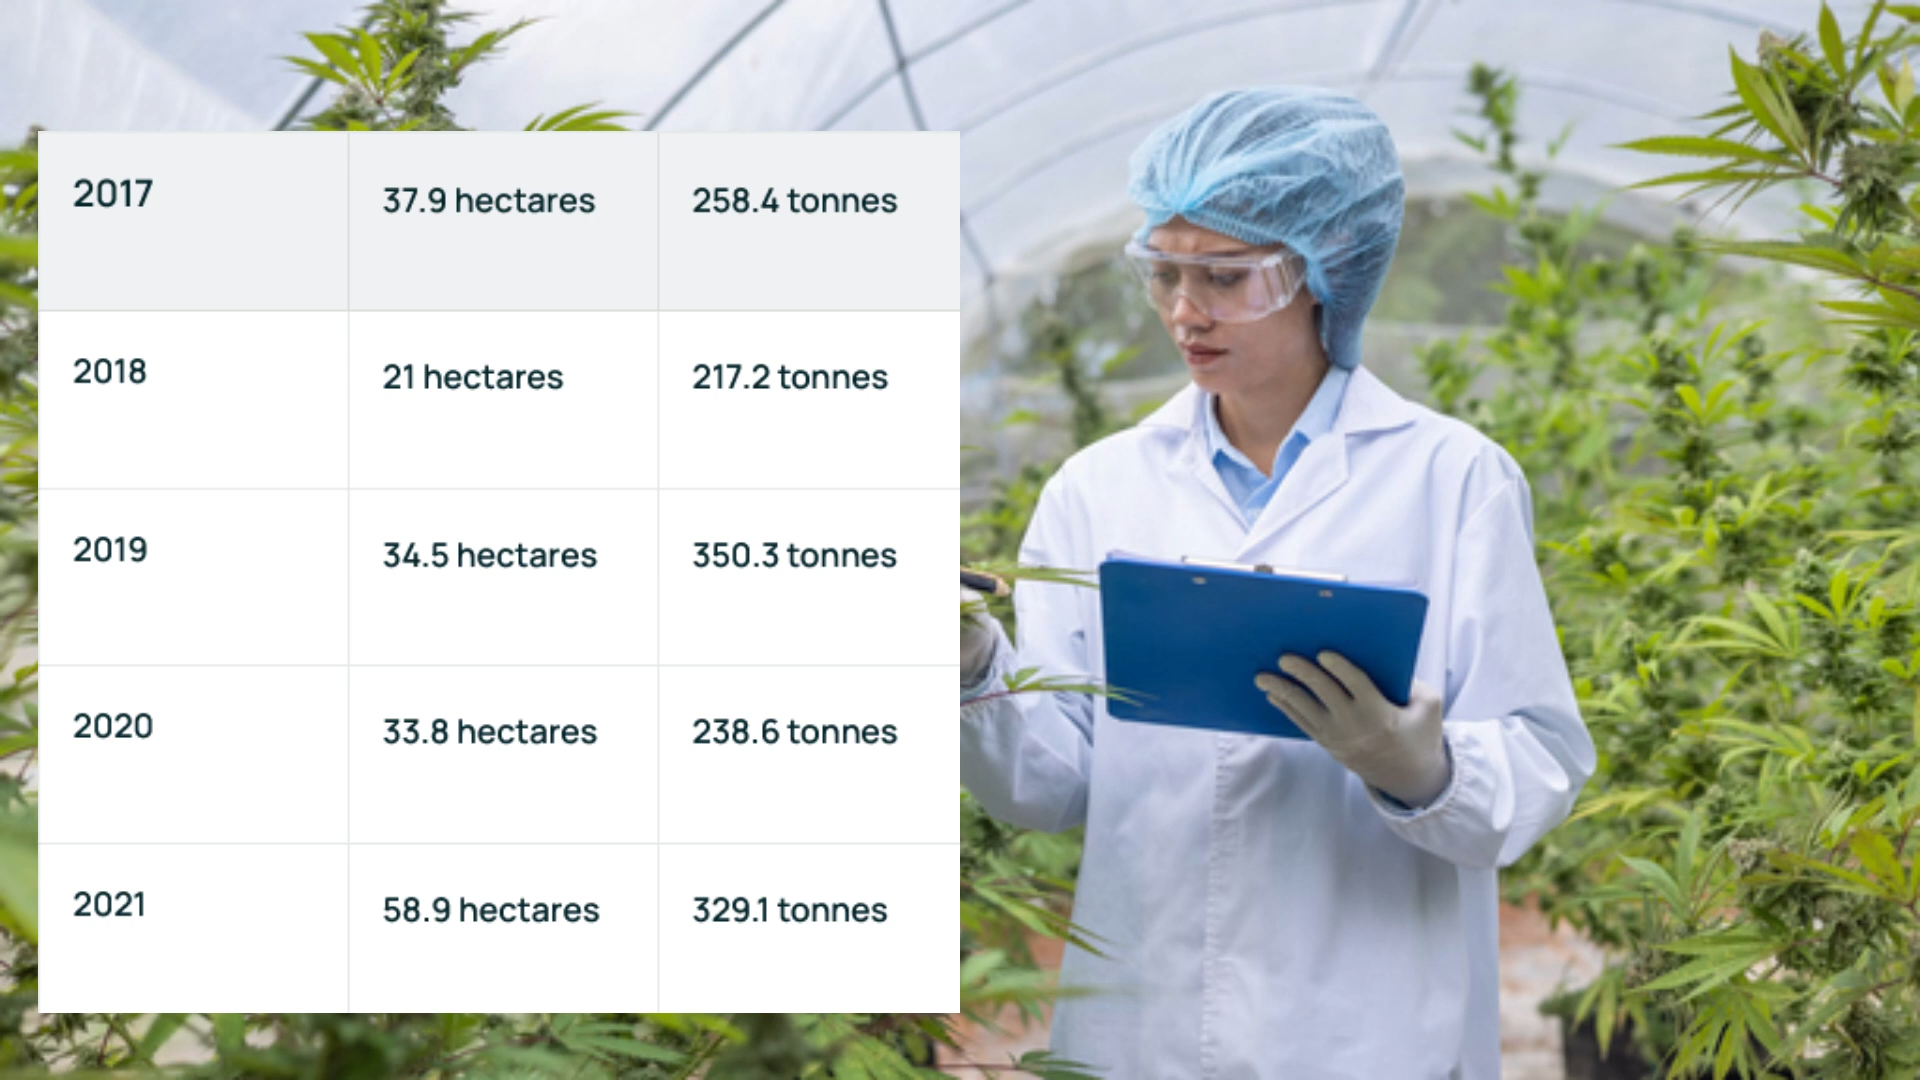 2017 37.9 hectares 258.4 tonnes
2018 21 hectares 217.2 tonnes
2019 34.5 hectares 350.3 tonnes
2020 33.8 hectares 238.6 tonnes
2021 58.9 hectares 329.1 tonnes